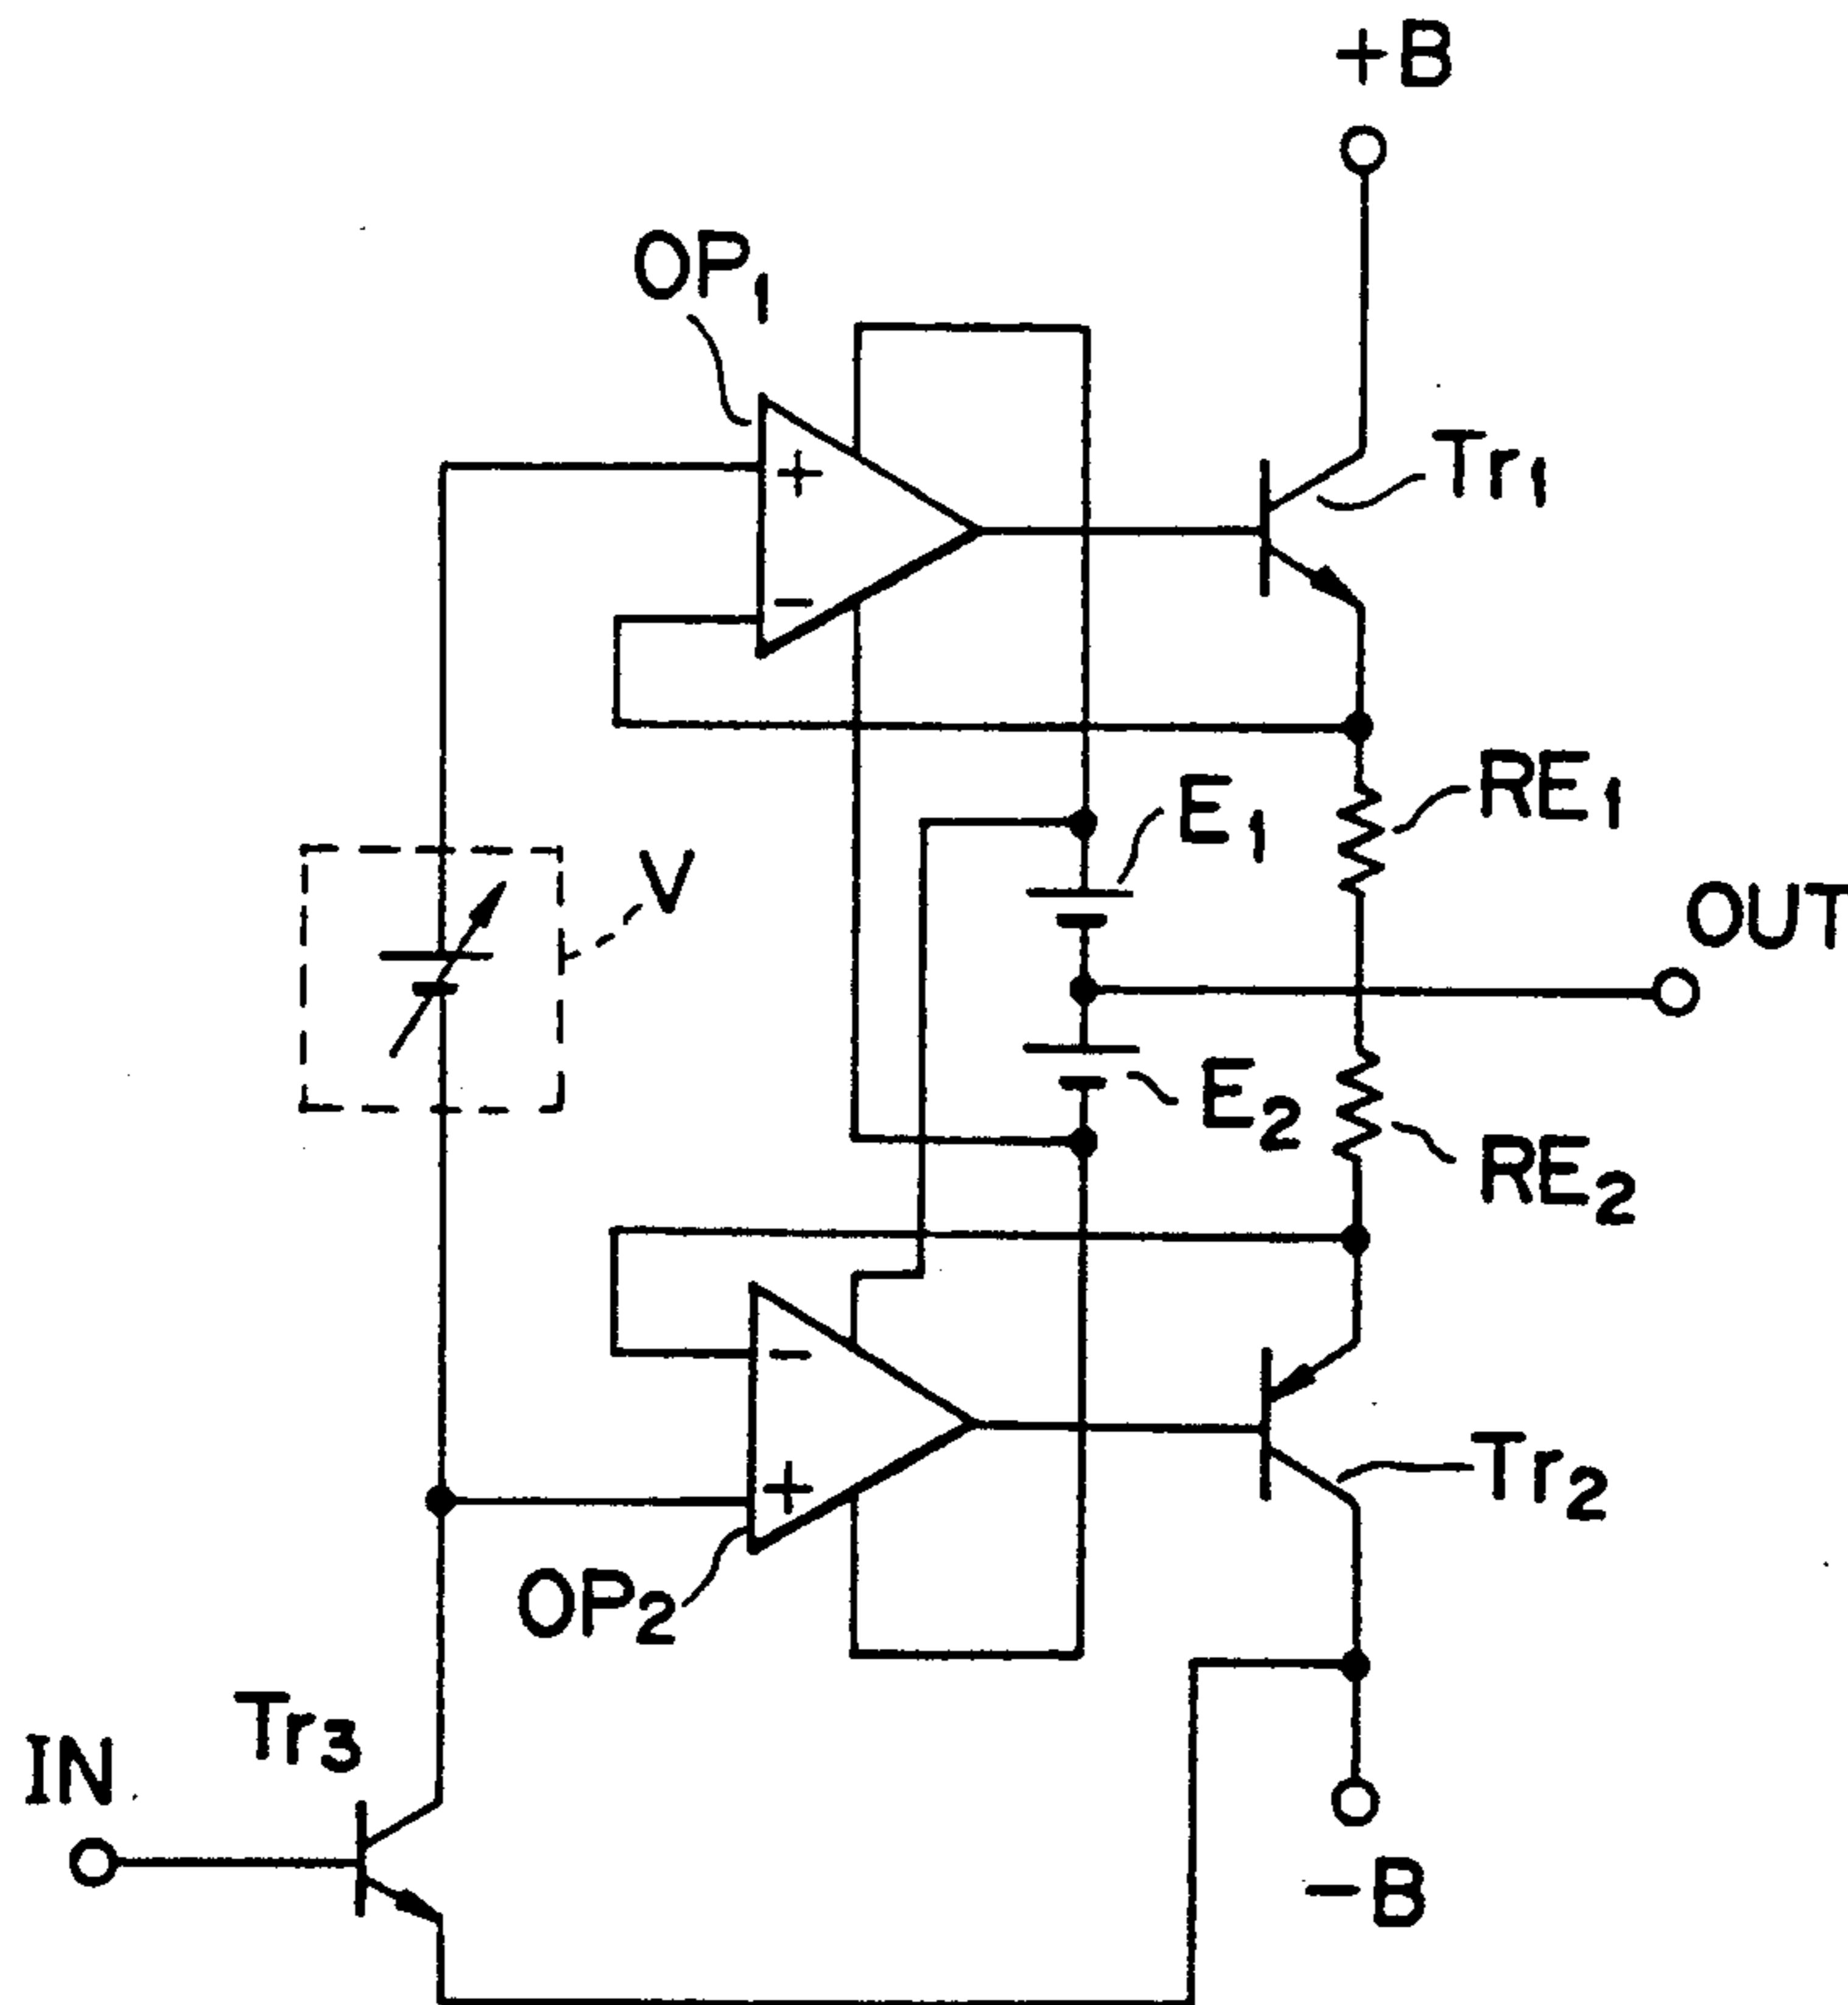 +B
OP1
+
Tr1
-
E1
RE1
V
OUT
E2
RE2
-
+
Tr2
OP2
Tr3
IN
-B